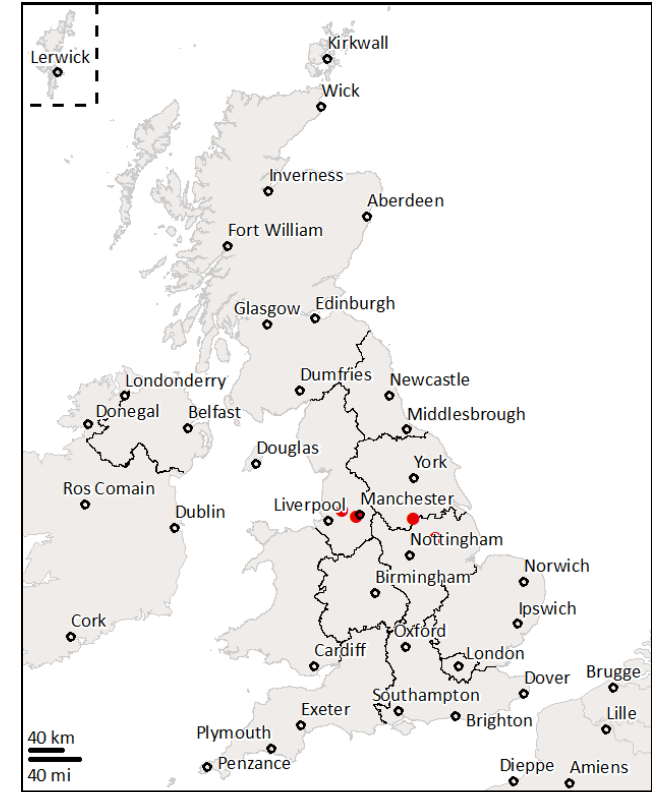 Kirkwall
Lerwick
Wick
Inverness
Aberdeen
Fort William
Glasgow
Edinburgh
Dumfries
Londonderry
Newcastle
Donegal
Belfast
Middlesbrough
Douglas
York
Ros Comain
Manchester
Liverpool
Dublin
Nottingham
Norwich
Birmingham
Ipswich
Cork
Oxford
Cardiff
London
Dover
Brugge
Southampton
Exeter
Lille
Brighton
Plymouth
40 km
Penzance
40 mi
Dieppe
Amiens